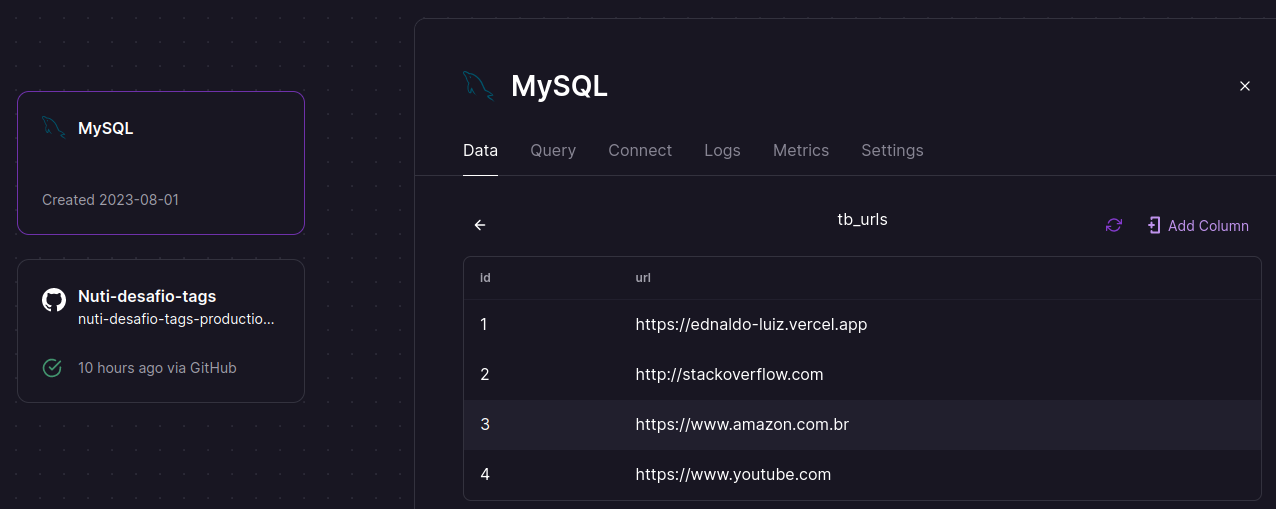 MySQL
Created 2023-08-01
Nuti-desafio-tags
nuti-desafio-tags-productio...
10 hours ago via GitHub
MySQL
Data Query Connect Logs Metrics Settings
tb_urls
Add Column
id url
1 https://ednaldo-luiz.vercel.app
2 http://stackoverflow.com
3 https://www.amazon.com.br
4 https://www.youtube.com